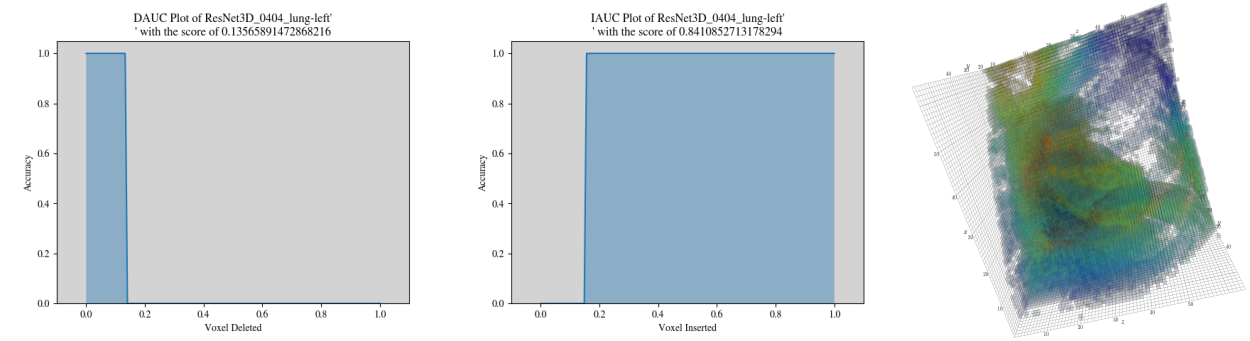 DAUC Plot of ResNet3D_0404_lung-left'
' with the score of 0.13565891472868216
1.0
0.8
0.6
0.4
0.2
0.0
Accuracy
0.0 0.2 0.4 0.6 0.8 1.0
Voxel Deleted
IAUC Plot of ResNet3D_0404_lung-left'
' with the score of 0.8410852713178294
1.0
0.8
0.6
0.4
0.2
0.0
Accuracy
0.0 0.2 0.4 0.6 0.8 1.0
Voxel Inserted